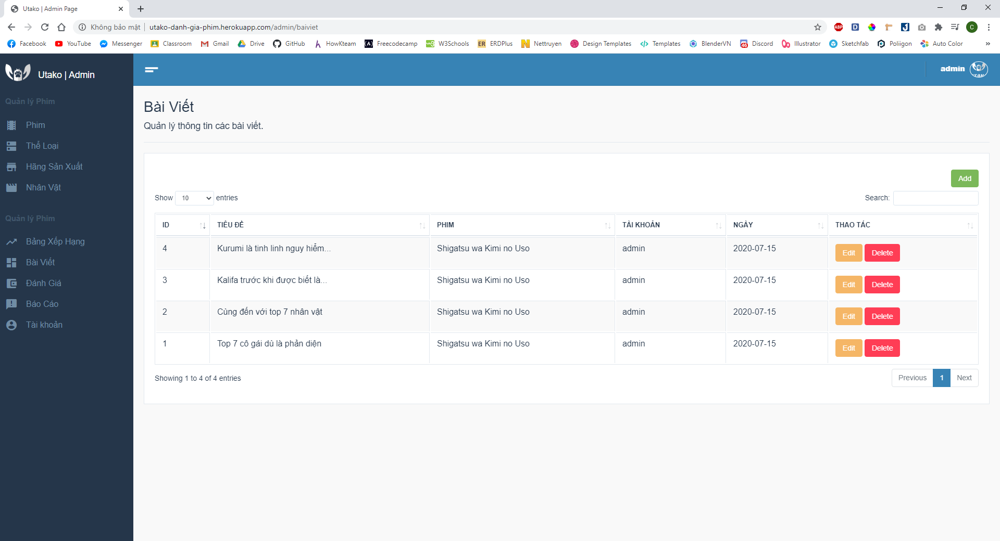 Utako | Admin Page
Không bảo mật | utako-danh-gia-phim.herokuapp.com/admin/baiviet
ABP
D
C
Facebook YouTube Messenger Classroom Gmail Drive GitHub HowKteam Freecodecamp W3Schools ERDPlus Nettruyen Design Templates Templates BlenderVN Discord Illustrator Sketchfab Poliigon Auto Color »
Utako | Admin
admin
Quản lý Phim
Phim
Thể Loại
Hãng Sản Xuất
Nhân Vật
Quản lý Phim
Bảng Xếp Hạng
Bài Viết
Đánh Giá
Báo Cáo
Tài khoản
Bài Viết
Quản lý thông tin các bài viết.
Add
Show 10 entries
Search:
ID TIÊU ĐỀ PHIM TÀI KHOẢN NGÀY THAO TÁC
4 Kurumi là tinh linh nguy hiểm... Shigatsu wa Kimi no Uso admin 2020-07-15 Edit Delete
3 Kalifa trước khi được biết là... Shigatsu wa Kimi no Uso admin 2020-07-15 Edit Delete
2 Cùng đến với top 7 nhân vật Shigatsu wa Kimi no Uso admin 2020-07-15 Edit Delete
1 Top 7 cô gái dù là phản diện Shigatsu wa Kimi no Uso admin 2020-07-15 Edit Delete
Showing 1 to 4 of 4 entries
Previous 1 Next